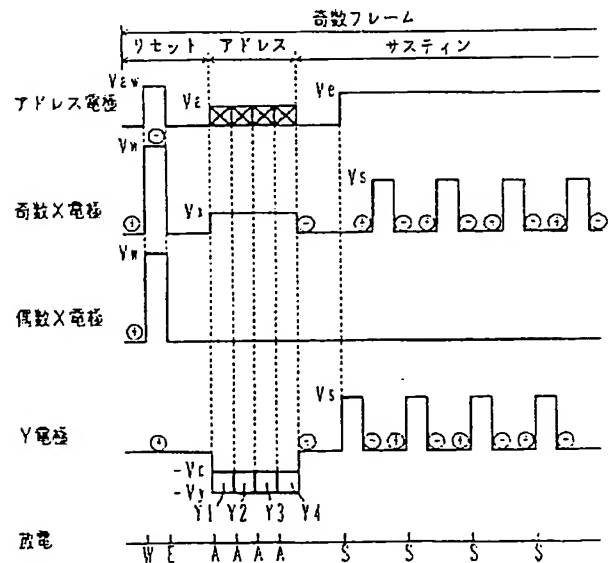 奇数フレーム
リセット アドレス サスティン
Vaw
アドレス電極 Va Ve
⊖
Vw
Vs
奇数X電極 Vx
⊕ ⊖ ⊕ ⊖ ⊕ ⊖ ⊕ ⊖ ⊕ ⊖
Vw
偶数X電極 ⊕
Vs
Y電極 ⊕ ⊖ ⊖ ⊕ ⊖ ⊕ ⊖ ⊕ ⊖
-Vc
-Vy
Y1 Y2 Y3 Y4
放電
W E A A A A S S S S